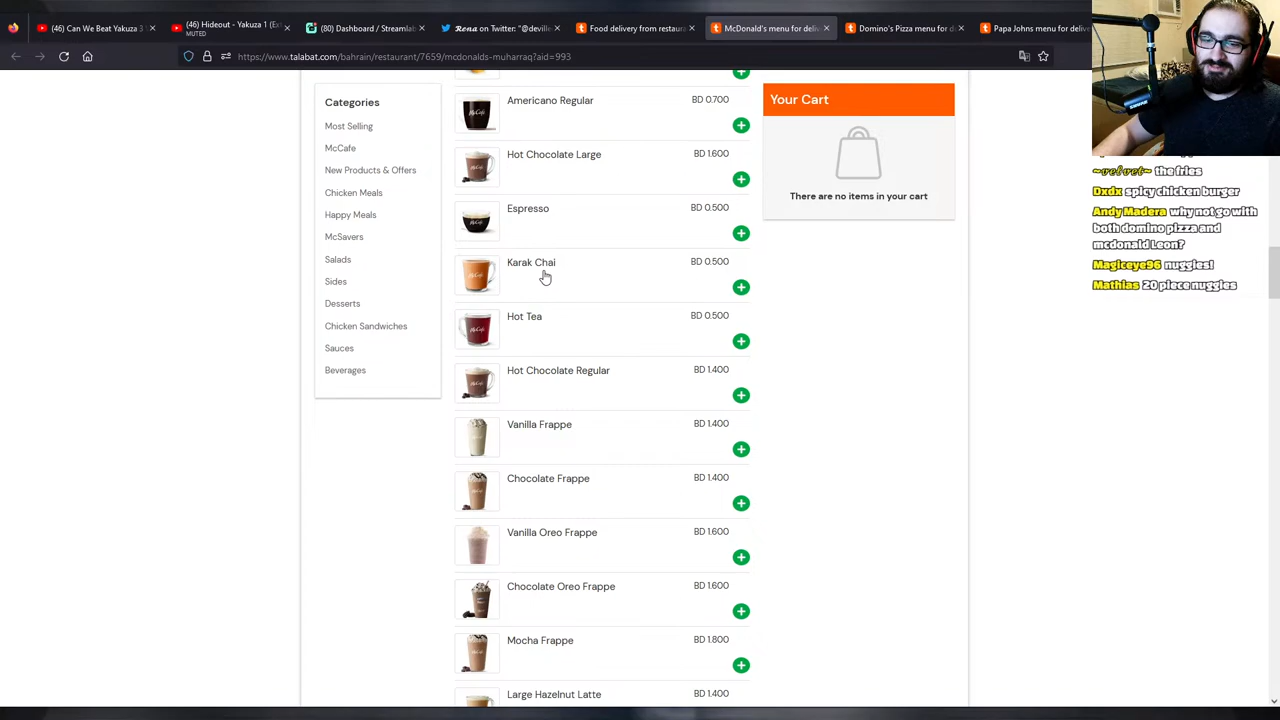 (46) Can We Beat Yakuza 3
(46) Hideout - Yakuza 1 (Ex
MUTED
(80) Dashboard / Streamlab
Rena on Twitter: "@devill
Food delivery from restaura
McDonald's menu for deliv
Domino's Pizza menu for d
Papa Johns menu for deli
https://www.talabat.com/bahrain/restaurant/7659/mcdonalds-muharraq?aid=993
Categories
Most Selling
McCafe
New Products & Offers
Chicken Meals
Happy Meals
McSavers
Salads
Sides
Desserts
Chicken Sandwiches
Sauces
Beverages
Americano Regular
BD 0.700
Hot Chocolate Large
BD 1.600
Espresso
BD 0.500
Karak Chai
BD 0.500
Hot Tea
BD 0.500
Hot Chocolate Regular
BD 1.400
Vanilla Frappe
BD 1.400
Chocolate Frappe
BD 1.400
Vanilla Oreo Frappe
BD 1.600
Chocolate Oreo Frappe
BD 1.600
Mocha Frappe
BD 1.800
Large Hazelnut Latte
BD 1.400
Your Cart
There are no items in your cart
~velvet~ the fries
Dxdx spicy chicken burger
Andy Madera why not go with
both domino pizza and
mcdonald Leon?
Magiceye96 nuggies!
Mathias 20 piece nuggles